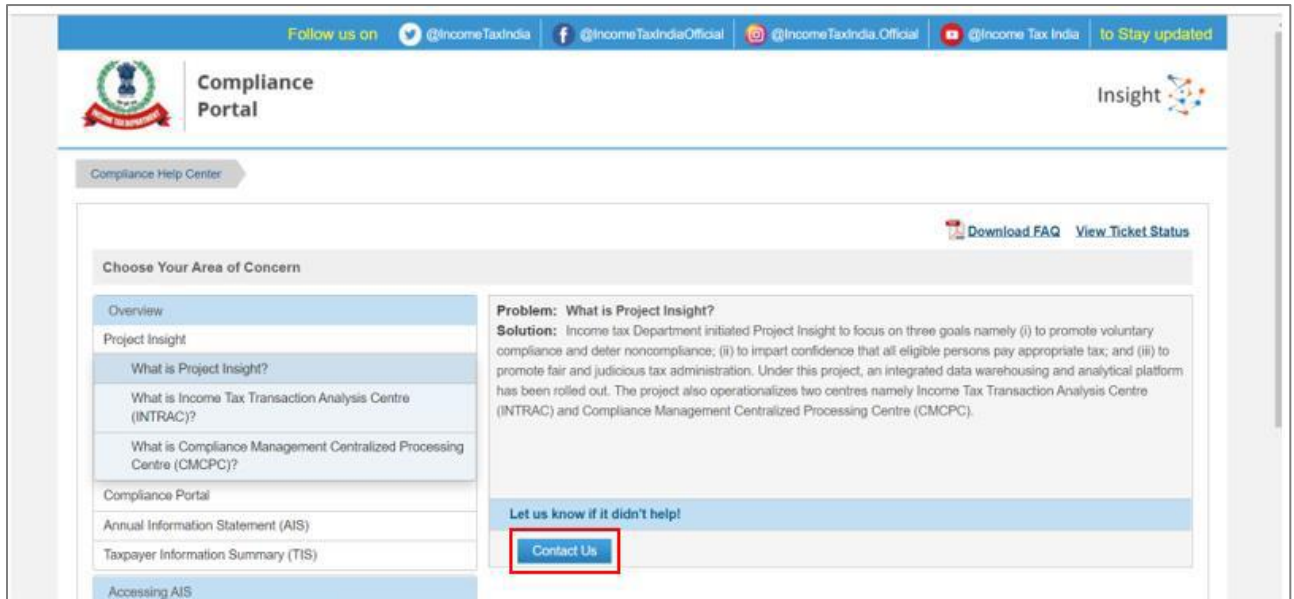 Follow us on @IncomeTaxIndia @IncomeTaxIndiaOfficial @IncomeTaxIndia.Official @Income Tax India to Stay updated
INCOME TAX DEPARTMENT
Compliance
Portal
Insight
Compliance Help Center
Download FAQ View Ticket Status
Choose Your Area of Concern
Overview
Project Insight
What is Project Insight?
What is Income Tax Transaction Analysis Centre
(INTRAC)?
What is Compliance Management Centralized Processing
Centre (CMCPC)?
Compliance Portal
Annual Information Statement (AIS)
Taxpayer Information Summary (TIS)
Accessing AIS
Problem: What is Project Insight?
Solution: Income tax Department initiated Project Insight to focus on three goals namely (i) to promote voluntary
compliance and deter noncompliance; (ii) to impart confidence that all eligible persons pay appropriate tax; and (iii) to
promote fair and judicious tax administration. Under this project, an integrated data warehousing and analytical platform
has been rolled out. The project also operationalizes two centres namely Income Tax Transaction Analysis Centre
(INTRAC) and Compliance Management Centralized Processing Centre (CMCPC).
Let us know if it didn't help!
Contact Us